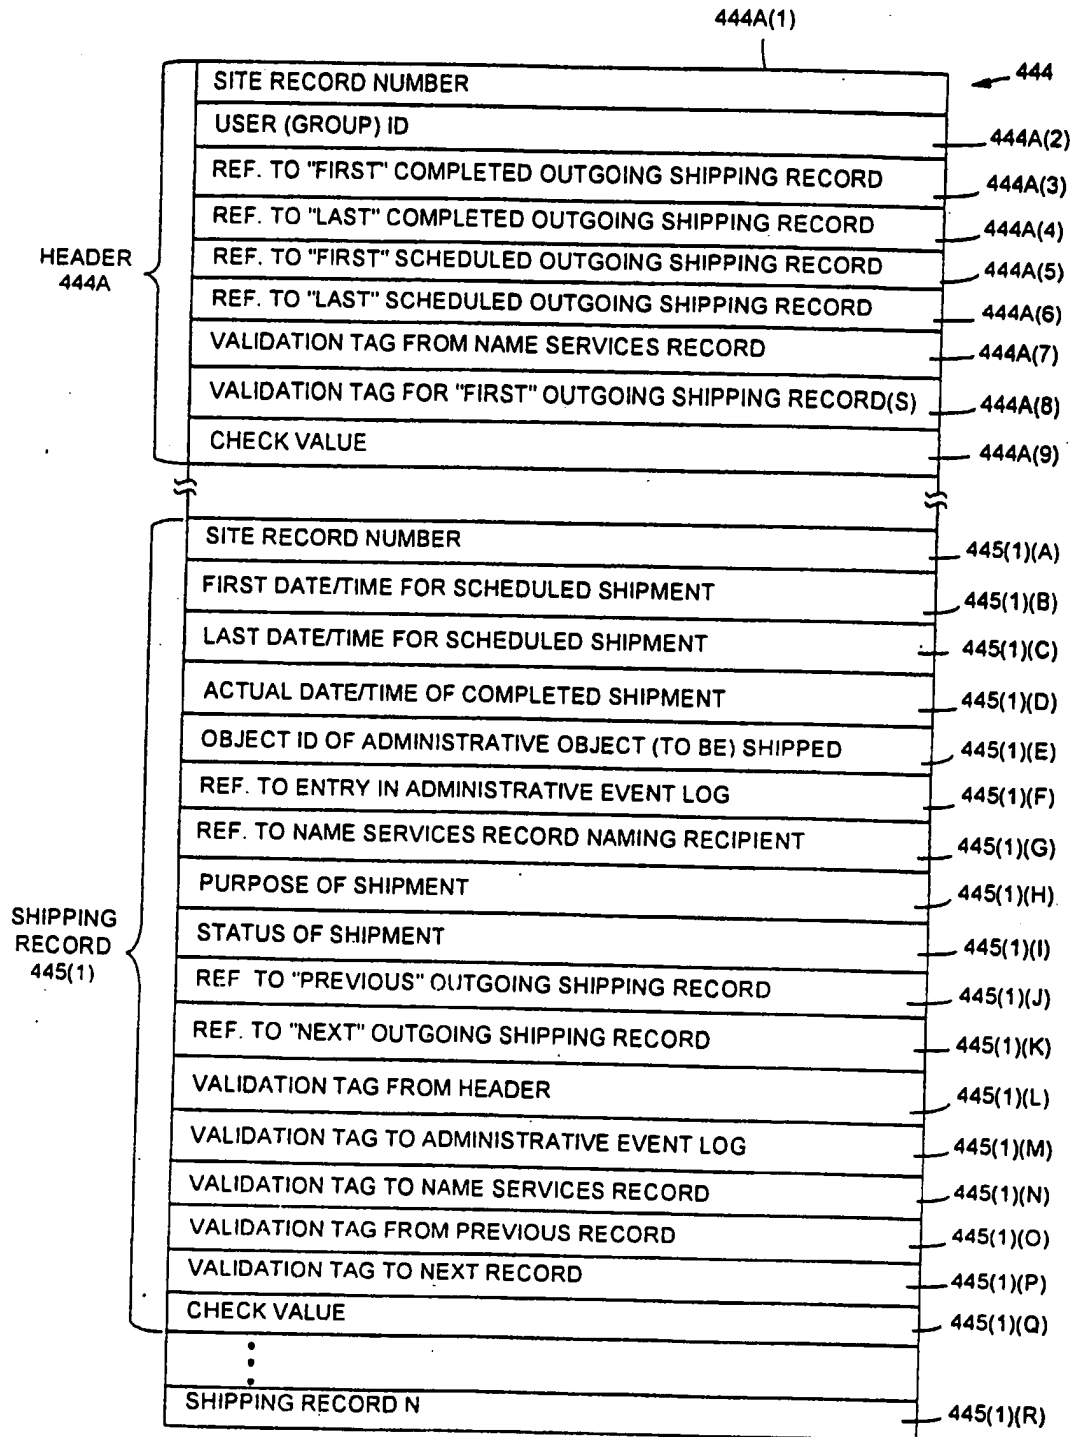 444A(1)
444
SITE RECORD NUMBER
USER (GROUP) ID
444A(2)
REF. TO "FIRST" COMPLETED OUTGOING SHIPPING RECORD
444A(3)
REF. TO "LAST" COMPLETED OUTGOING SHIPPING RECORD
444A(4)
HEADER
444A
REF. TO "FIRST" SCHEDULED OUTGOING SHIPPING RECORD
444A(5)
REF. TO "LAST" SCHEDULED OUTGOING SHIPPING RECORD
444A(6)
VALIDATION TAG FROM NAME SERVICES RECORD
444A(7)
VALIDATION TAG FOR "FIRST" OUTGOING SHIPPING RECORD(S)
444A(8)
CHECK VALUE
444A(9)
SITE RECORD NUMBER
445(1)(A)
FIRST DATE/TIME FOR SCHEDULED SHIPMENT
445(1)(B)
LAST DATE/TIME FOR SCHEDULED SHIPMENT
445(1)(C)
ACTUAL DATE/TIME OF COMPLETED SHIPMENT
445(1)(D)
OBJECT ID OF ADMINISTRATIVE OBJECT (TO BE) SHIPPED
445(1)(E)
REF. TO ENTRY IN ADMINISTRATIVE EVENT LOG
445(1)(F)
REF. TO NAME SERVICES RECORD NAMING RECIPIENT
445(1)(G)
PURPOSE OF SHIPMENT
445(1)(H)
SHIPPING
RECORD
445(1)
STATUS OF SHIPMENT
445(1)(I)
REF TO "PREVIOUS" OUTGOING SHIPPING RECORD
445(1)(J)
REF. TO "NEXT" OUTGOING SHIPPING RECORD
445(1)(K)
VALIDATION TAG FROM HEADER
445(1)(L)
VALIDATION TAG TO ADMINISTRATIVE EVENT LOG
445(1)(M)
VALIDATION TAG TO NAME SERVICES RECORD
445(1)(N)
VALIDATION TAG FROM PREVIOUS RECORD
445(1)(O)
VALIDATION TAG TO NEXT RECORD
445(1)(P)
CHECK VALUE
445(1)(Q)
SHIPPING RECORD N
445(1)(R)